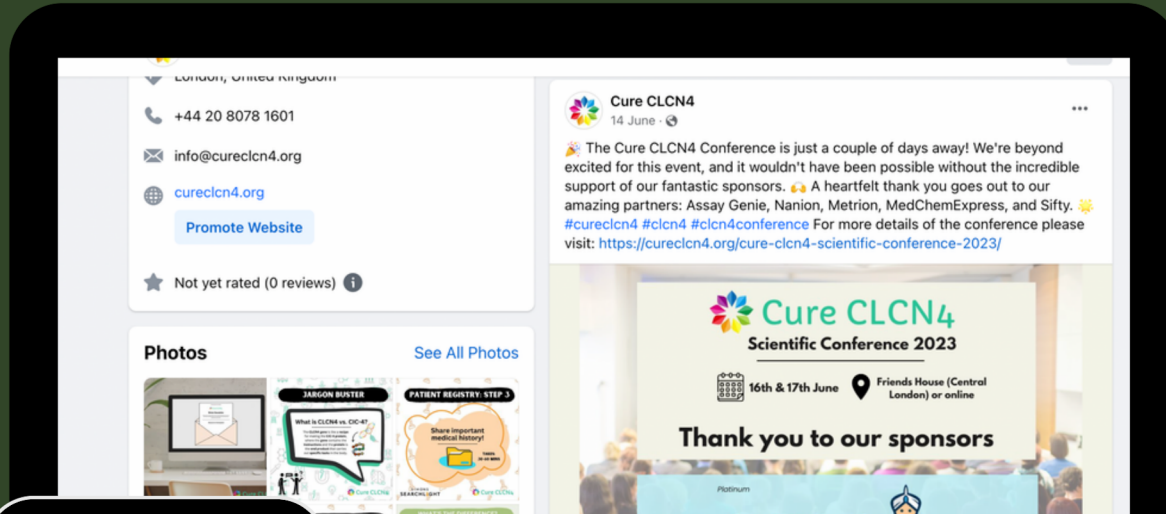 London, United Kingdom
+44 20 8078 1601
info@cureclcn4.org
cureclcn4.org
Promote Website
Not yet rated (0 reviews)
Photos
See All Photos
JARGON BUSTER
What is CLCN4 vs. ClC-4?
Cure CLCN4
PATIENT REGISTRY: STEP 3
Share important
medical history!
SEARCHLIGHT
Cure CLCN4
Cure CLCN4
14 June
🎉 The Cure CLCN4 Conference is just a couple of days away! We're beyond
excited for this event, and it wouldn't have been possible without the incredible
support of our fantastic sponsors. 🙌 A heartfelt thank you goes out to our
amazing partners: Assay Genie, Nanion, Metrion, MedChemExpress, and Sifty. 🌟
#cureclcn4 #clcn4 #clcn4conference For more details of the conference please
visit: https://cureclcn4.org/cure-clcn4-scientific-conference-2023/
Cure CLCN4
Scientific Conference 2023
16th & 17th June
Friends House (Central
London) or online
Thank you to our sponsors
Platinum